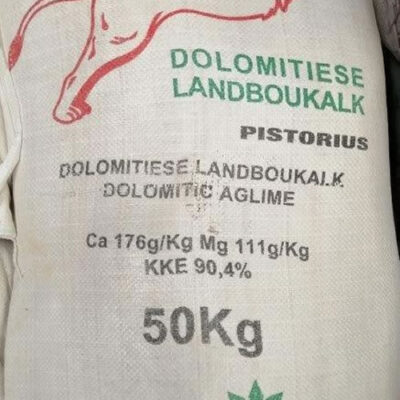 DOLOMITIESE
LANDBOUKALK
PISTORIUS
DOLOMITIESE LANDBOUKALK
DOLOMITIC AGLIME
Ca 176g/Kg Mg 111g/Kg
KKE 90,4%
50Kg